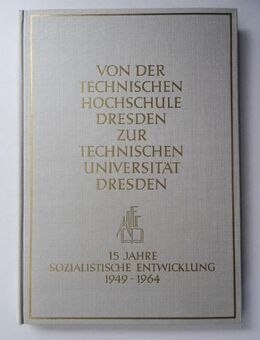 VON DER
TECHNISCHEN
HOCHSCHULE
DRESDEN
ZUR
TECHNISCHEN
UNIVERSITÄT
DRESDEN
15 JAHRE
SOZIALISTISCHE ENTWICKLUNG
1949-1964